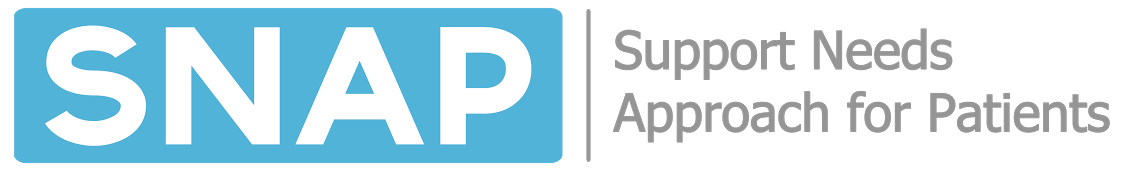 SNAP
Support Needs
Approach for Patients